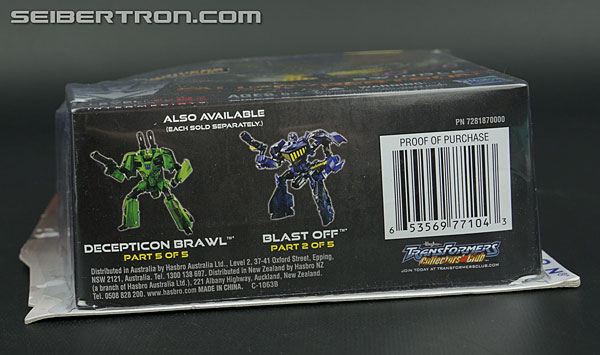 SEIBERTRON.COM
ALSO AVAILABLE
(EACH SOLD SEPARATELY.)
PN 7281870000
PROOF OF PURCHASE
6 53569 77104 3
DECEPTICON BRAWL™
PART 5 OF 5
BLAST OFF™
PART 2 OF 5
Distributed in Australia by Hasbro Australia Ltd., Level 2, 37-41 Oxford Street, Epping,
NSW 2121, Australia. Tel. 1300 138 697. Distributed in New Zealand by Hasbro NZ
(a branch of Hasbro Australia Ltd.), 221 Albany Highway, Auckland, New Zealand.
Tel. 0508 828 200. www.hasbro.com MADE IN CHINA. C-1063B
TRANSFORMERS
Collectors' Club
JOIN TODAY AT TRANSFORMERSCLUB.COM